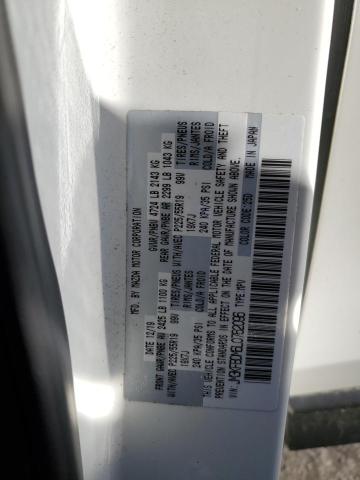 MFD. BY MAZDA MOTOR CORPORATION
12/19 GVWR/PNBV 4724 LB 2143 KG
GAWR/PNBE AV 2425 LB 1100 KG REAR GAWR/PNBE AR 2299 LB 1043 KG
WITH/AVEC P225/55R19 99V TIRES/PNEUS WITH/AVEC P225/55R19 99V TIRES/PNEUS
19X7J RIMS/JANTES 19X7J RIMS/JANTES
240 KPA/35 PSI COLD/A FROID 240 KPA/35 PSI COLD/A FROID
THIS VEHICLE CONFORMS TO ALL APPLICABLE FEDERAL MOTOR VEHICLE SAFETY AND THEFT
PREVENTION STANDARDS IN EFFECT ON THE DATE OF MANUFACTURE SHOWN ABOVE.
VIN: TYPE: MPV COLOR CODE: 25D MADE IN JAPAN